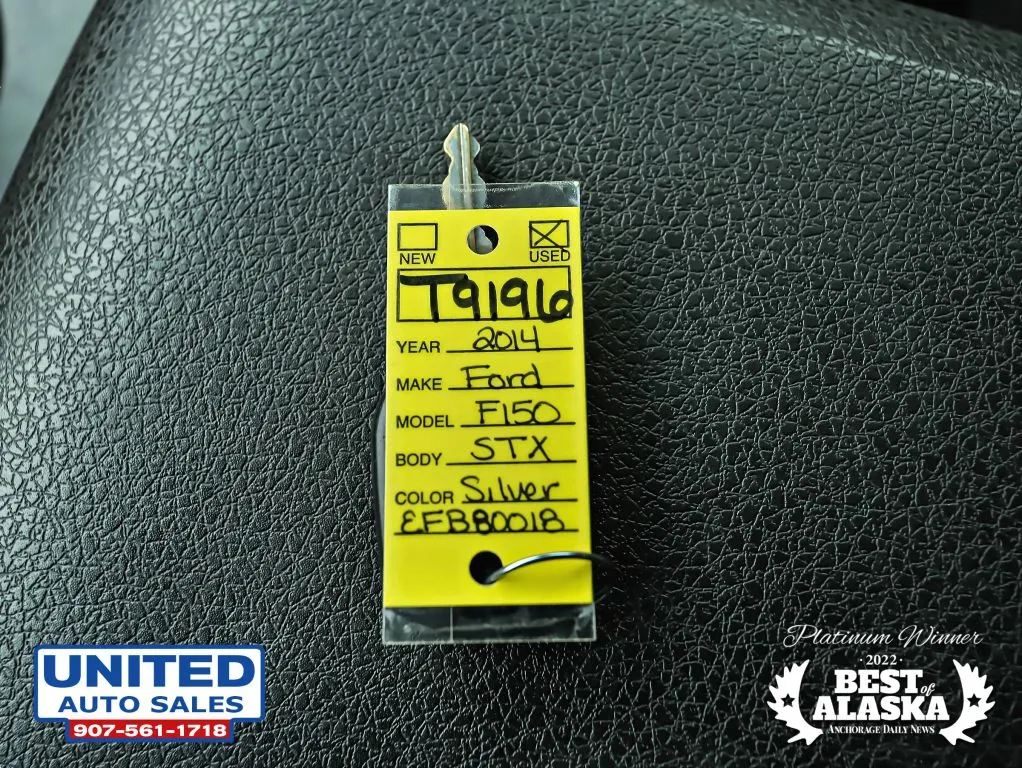 NEW USED
T9196
YEAR 2014
MAKE Ford
MODEL F150
BODY STX
COLOR Silver
EFB80018
UNITED
AUTO SALES
907-561-1718
Platinum Winner
·2022·
BEST of
ALASKA
ANCHORAGE DAILY NEWS